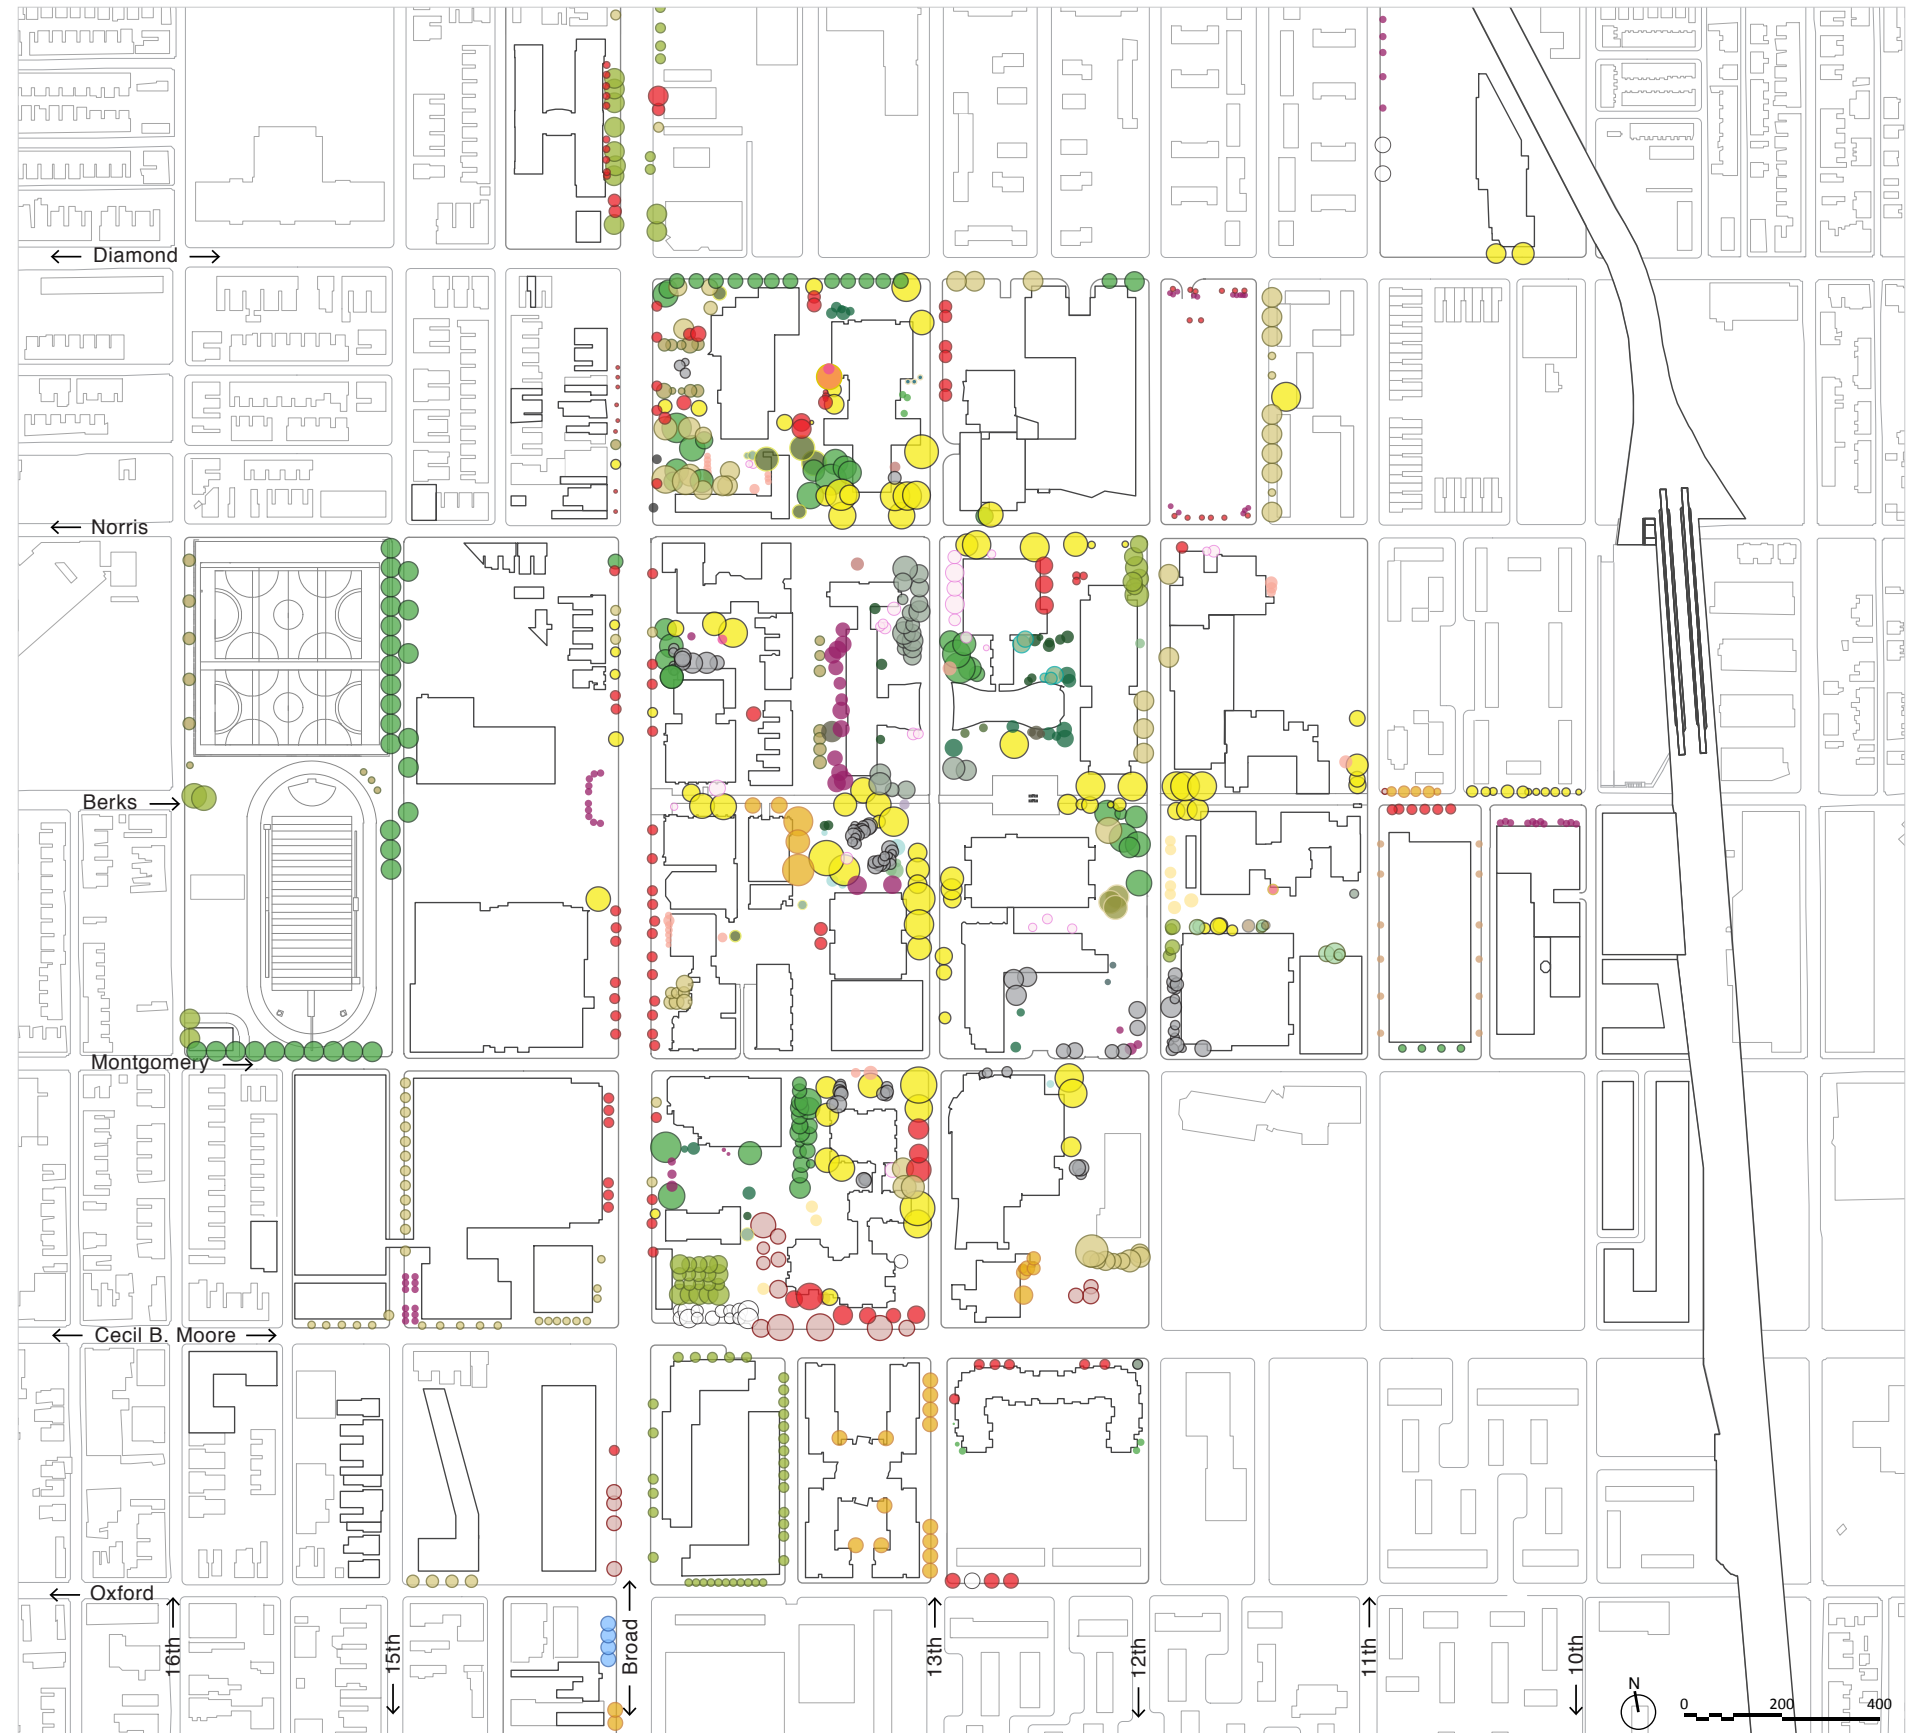 Diamond
Norris
Berks
Montgomery
Cecil B. Moore
Oxford
16th
15th
Broad
13th
12th
11th
10th
N
0 200 400